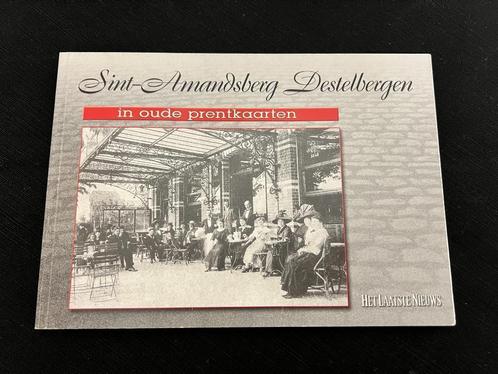 Sint-Amandsberg Destelbergen
in oude prentkaarten
HET LAATSTE NIEUWS